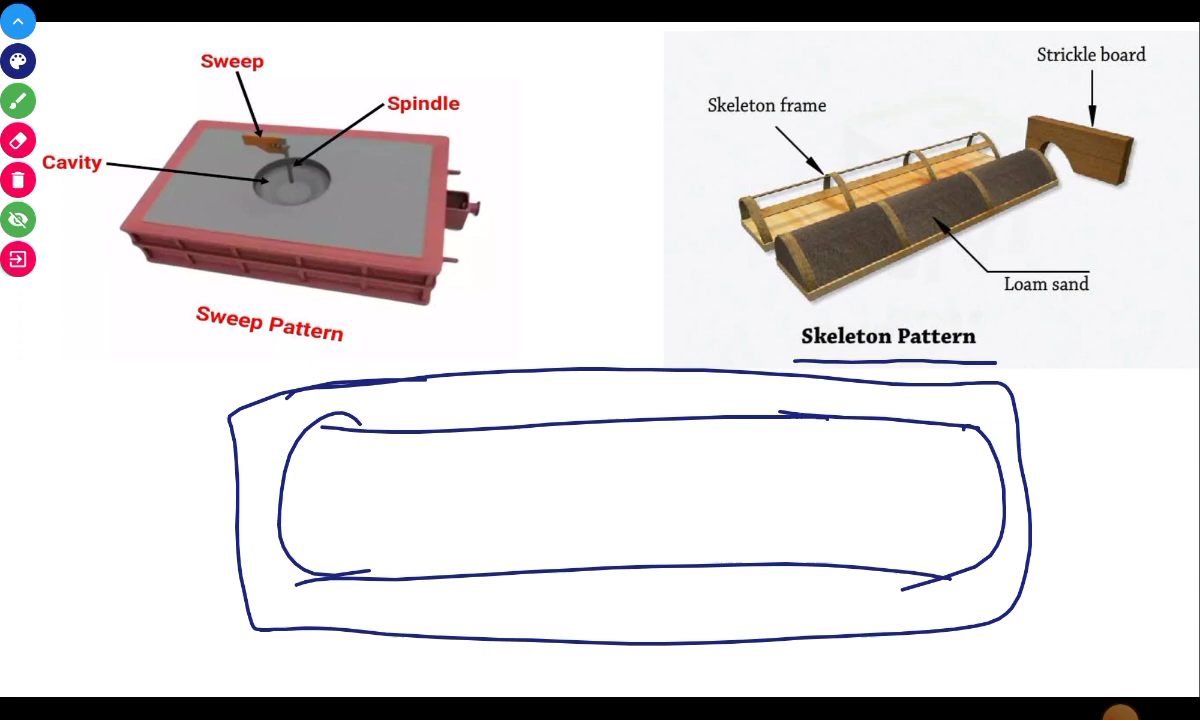 Sweep
Spindle
Cavity
Sweep Pattern
Strickle board
Skeleton frame
Loam sand
Skeleton Pattern